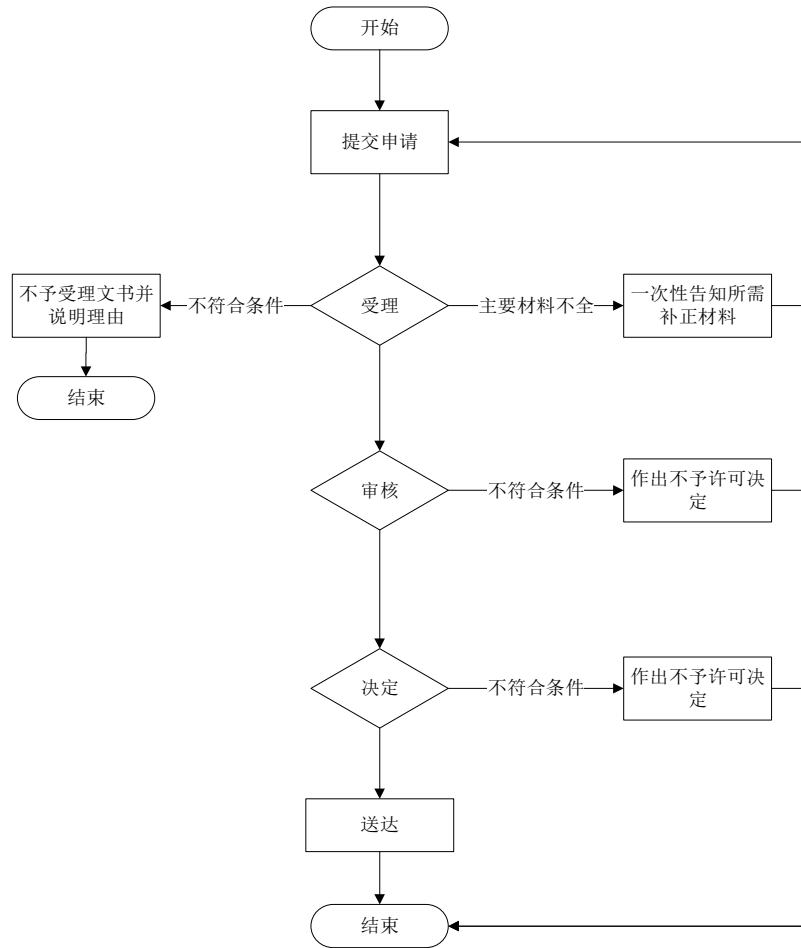 开始
提交申请
不予受理文书并
说明理由
不符合条件
受理
主要材料不全
一次性告知所需
补正材料
结束
审核
不符合条件
作出不予许可决
定
决定
不符合条件
作出不予许可决
定
送达
结束